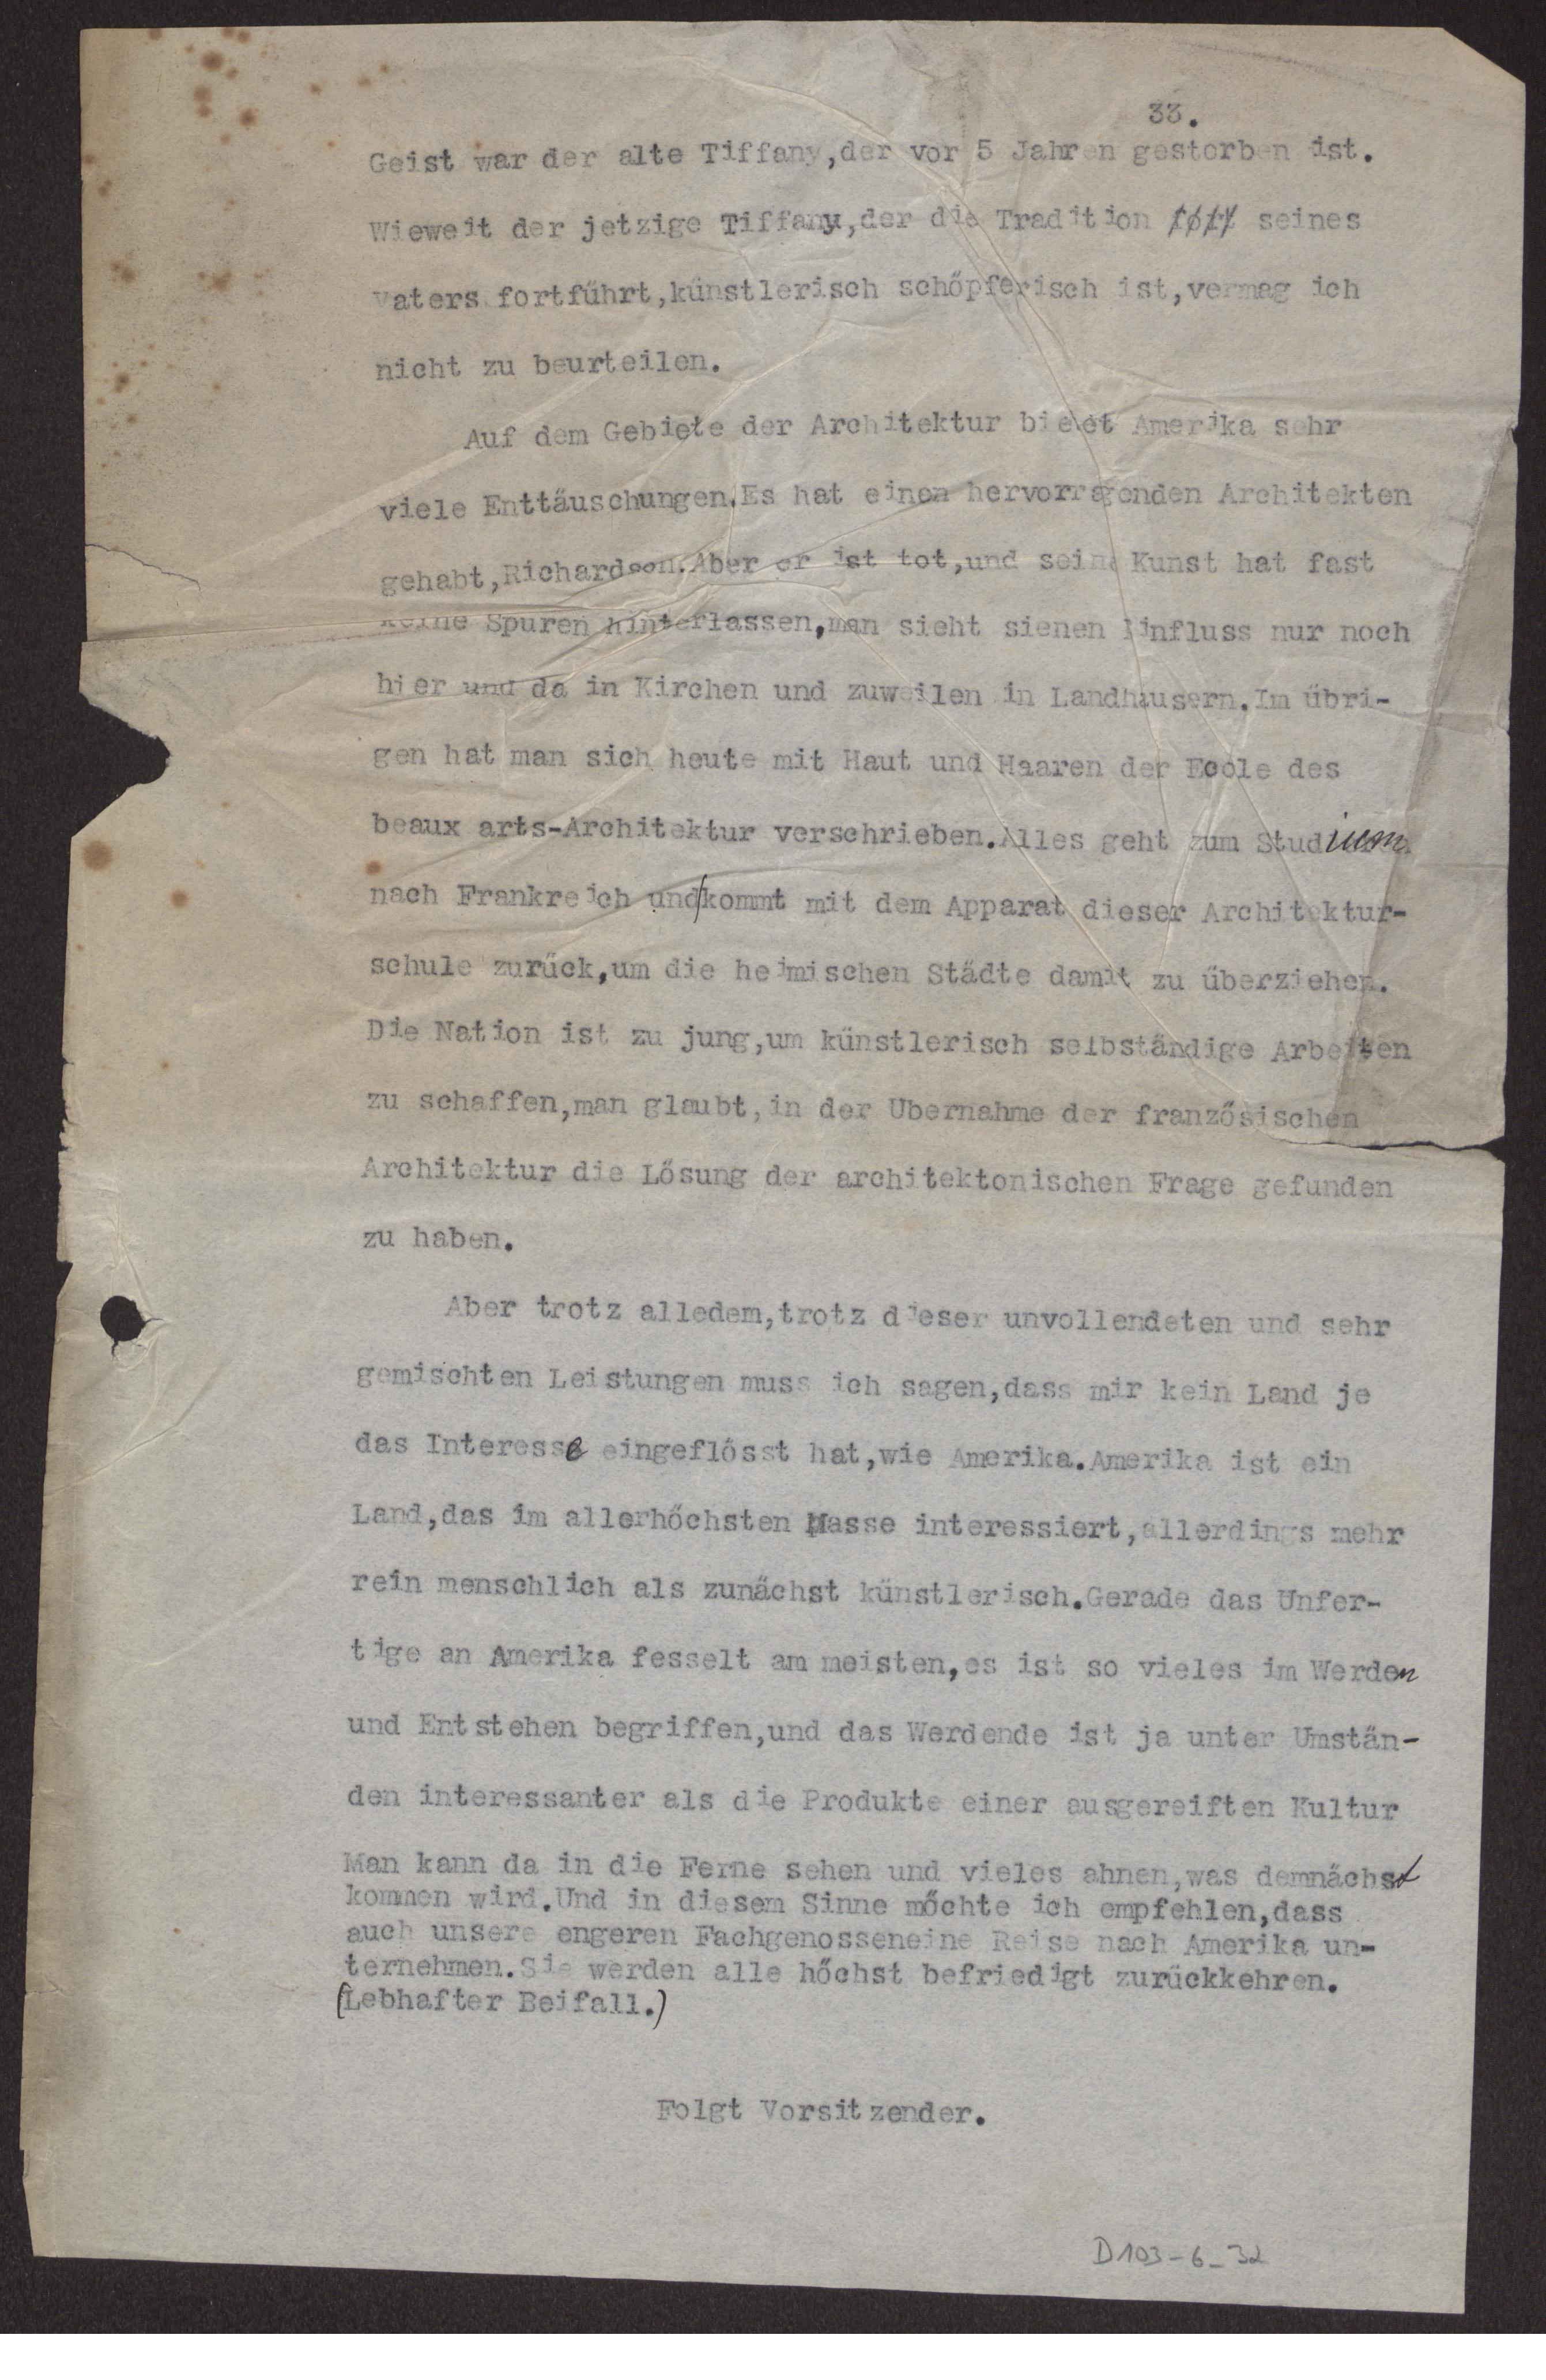 33.
Geist war der alte Tiffany,der vor 5 Jahren gestorben ist.
Wieweit der jetzige Tiffany,der die Tradition seines
Vaters fortführt,künstlerisch schöpferisch ist,vermag ich
nicht zu beurteilen.
Auf dem Gebiete der Architektur bietet Amerika sehr
viele Enttäuschungen.Es hat einen hervorragenden Architekten
gehabt,Richardson.Aber er ist tot,und seine Kunst hat fast
keine Spuren hinterlassen,man sieht sienen Einfluss nur noch
hier und da in Kirchen und zuweilen in Landhäusern.Im übri-
gen hat man sich heute mit Haut und Haaren der Ecole des
beaux arts-Architektur verschrieben.Alles geht zum Studium
nach Frankreich und kommt mit dem Apparat dieser Architektur-
schule zurück,um die heimischen Städte damit zu überziehen.
Die Nation ist zu jung,um künstlerisch selbständige Arbeiten
zu schaffen,man glaubt,in der Ubernahme der französischen
Architektur die Lösung der architektonischen Frage gefunden
zu haben.
Aber trotz alledem,trotz dieser unvollendeten und sehr
gemischten Leistungen muss ich sagen,dass mir kein Land je
das Interesse eingeflösst hat,wie Amerika.Amerika ist ein
Land,das im allerhöchsten Masse interessiert,allerdings mehr
rein menschlich als zunächst künstlerisch.Gerade das Unfer-
tige an Amerika fesselt am meisten,es ist so vieles im Werden
und Entstehen begriffen,und das Werdende ist ja unter Umstän-
den interessanter als die Produkte einer ausgereiften Kultur
Man kann da in die Ferne sehen und vieles ahnen,was demnächst
kommen wird.Und in diesem Sinne möchte ich empfehlen,dass
auch unsere engeren Fachgenosseneine Reise nach Amerika un-
ternehmen.Sie werden alle höchst befriedigt zurückkehren.
(Lebhafter Beifall.)
Folgt Vorsitzender.
D103-6-32